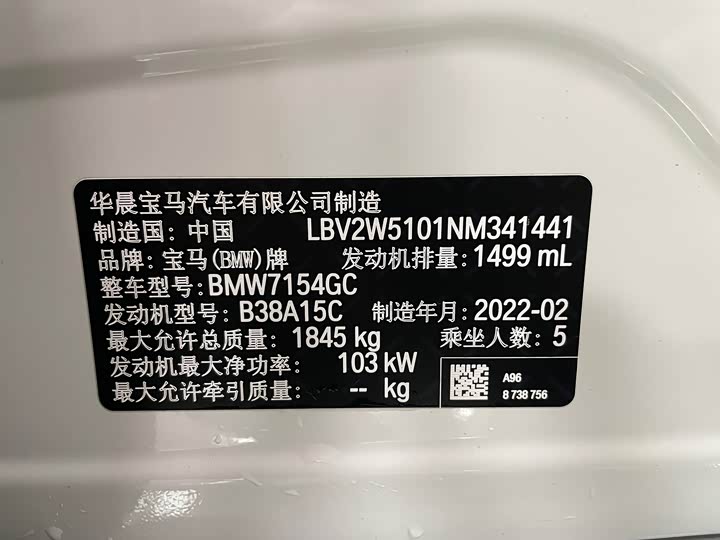 华晨宝马汽车有限公司制造
制造国: 中国 LBV2W5101NM341441
品牌: 宝马(BMW)牌 发动机排量: 1499 mL
整车型号: BMW7154GC
发动机型号: B38A15C 制造年月: 2022-02
最大允许总质量: 1845 kg 乘坐人数: 5
发动机最大净功率: 103 kW
最大允许牵引质量: -- kg
A96
8 738 756